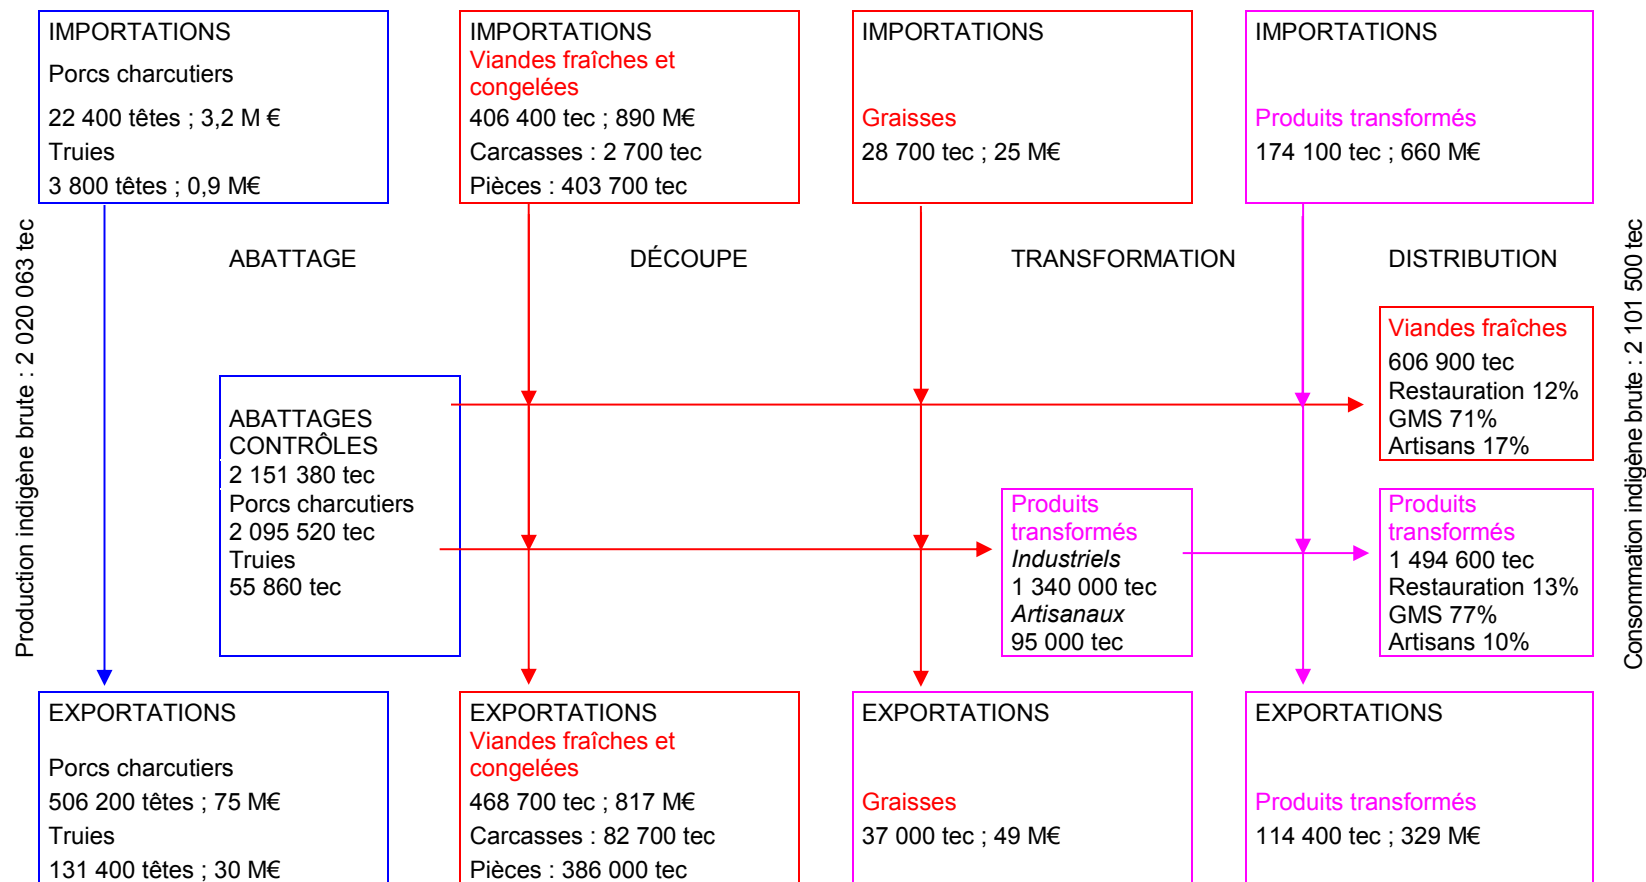 IMPORTATIONS
Porcs charcutiers
22 400 têtes ; 3,2 M €
Truies
3 800 têtes ; 0,9 M€
IMPORTATIONS
Viandes fraîches et
congelées
406 400 tec ; 890 M€
Carcasses : 2 700 tec
Pièces : 403 700 tec
IMPORTATIONS
Graisses
28 700 tec ; 25 M€
IMPORTATIONS
Produits transformés
174 100 tec ; 660 M€
Production indigène brute : 2 020 063 tec
ABATTAGE
DÉCOUPE
TRANSFORMATION
DISTRIBUTION
Consommation indigène brute : 2 101 500 tec
ABATTAGES
CONTRÔLES
2 151 380 tec
Porcs charcutiers
2 095 520 tec
Truies
55 860 tec
Viandes fraîches
606 900 tec
Restauration 12%
GMS 71%
Artisans 17%
Produits
transformés
Industriels
1 340 000 tec
Artisanaux
95 000 tec
Produits
transformés
1 494 600 tec
Restauration 13%
GMS 77%
Artisans 10%
EXPORTATIONS
Porcs charcutiers
506 200 têtes ; 75 M€
Truies
131 400 têtes ; 30 M€
EXPORTATIONS
Viandes fraîches et
congelées
468 700 tec ; 817 M€
Carcasses : 82 700 tec
Pièces : 386 000 tec
EXPORTATIONS
Graisses
37 000 tec ; 49 M€
EXPORTATIONS
Produits transformés
114 400 tec ; 329 M€